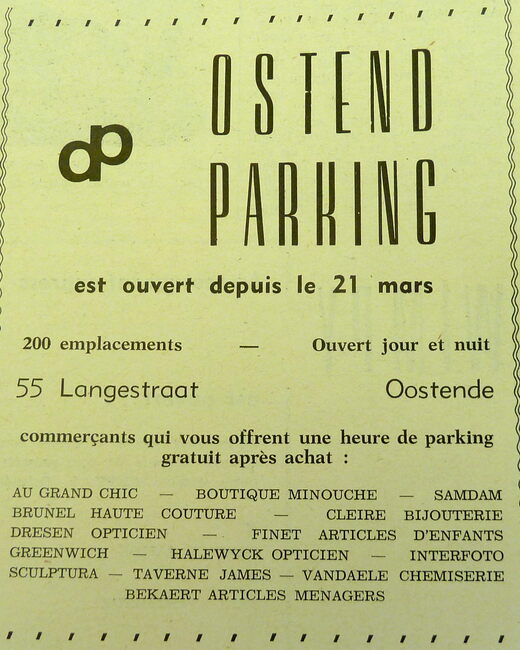 OSTEND
PARKING
est ouvert depuis le 21 mars
200 emplacements — Ouvert jour et nuit
55 Langestraat Oostende
commerçants qui vous offrent une heure de parking
gratuit après achat :
AU GRAND CHIC — BOUTIQUE MINOUCHE — SAMDAM
BRUNEL HAUTE COUTURE — CLEIRE BIJOUTERIE
DRESEN OPTICIEN — FINET ARTICLES D'ENFANTS
GREENWICH — HALEWYCK OPTICIEN — INTERFOTO
SCULPTURA — TAVERNE JAMES — VANDAELE CHEMISERIE
BEKAERT ARTICLES MENAGERS